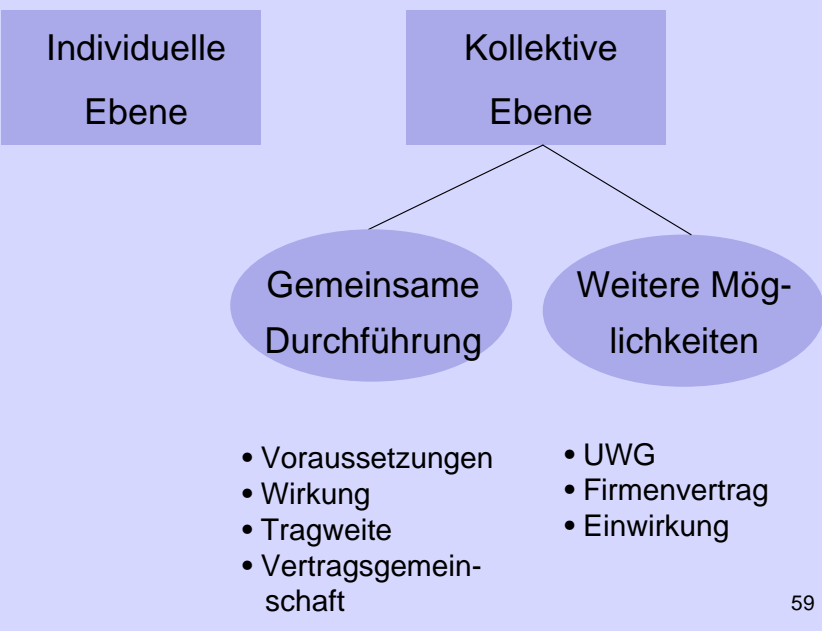 Individuelle
Ebene
Kollektive
Ebene
Gemeinsame
Durchführung
Weitere Mög-
lichkeiten
• Voraussetzungen
• Wirkung
• Tragweite
• Vertragsgemein-
schaft
• UWG
• Firmenvertrag
• Einwirkung
59